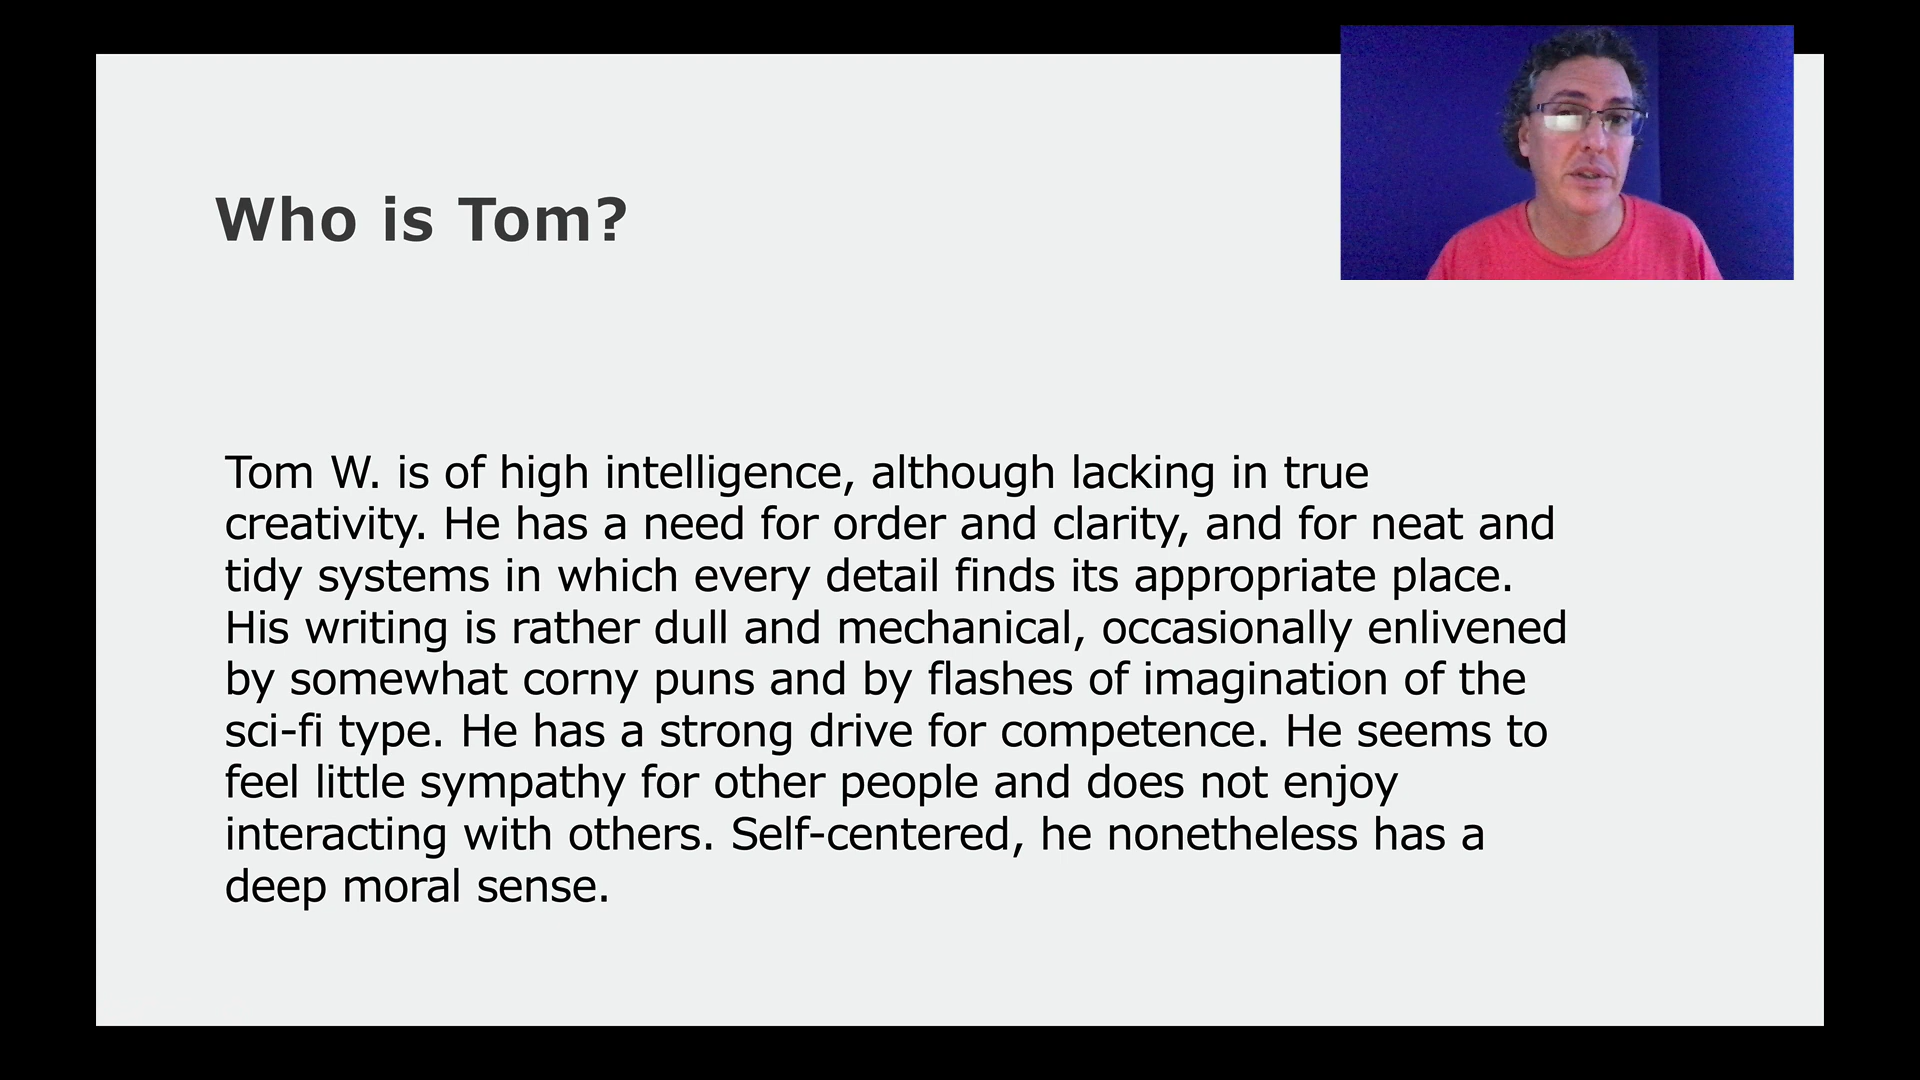 Who is Tom?
Tom W. is of high intelligence, although lacking in true
creativity. He has a need for order and clarity, and for neat and
tidy systems in which every detail finds its appropriate place.
His writing is rather dull and mechanical, occasionally enlivened
by somewhat corny puns and by flashes of imagination of the
sci-fi type. He has a strong drive for competence. He seems to
feel little sympathy for other people and does not enjoy
interacting with others. Self-centered, he nonetheless has a
deep moral sense.